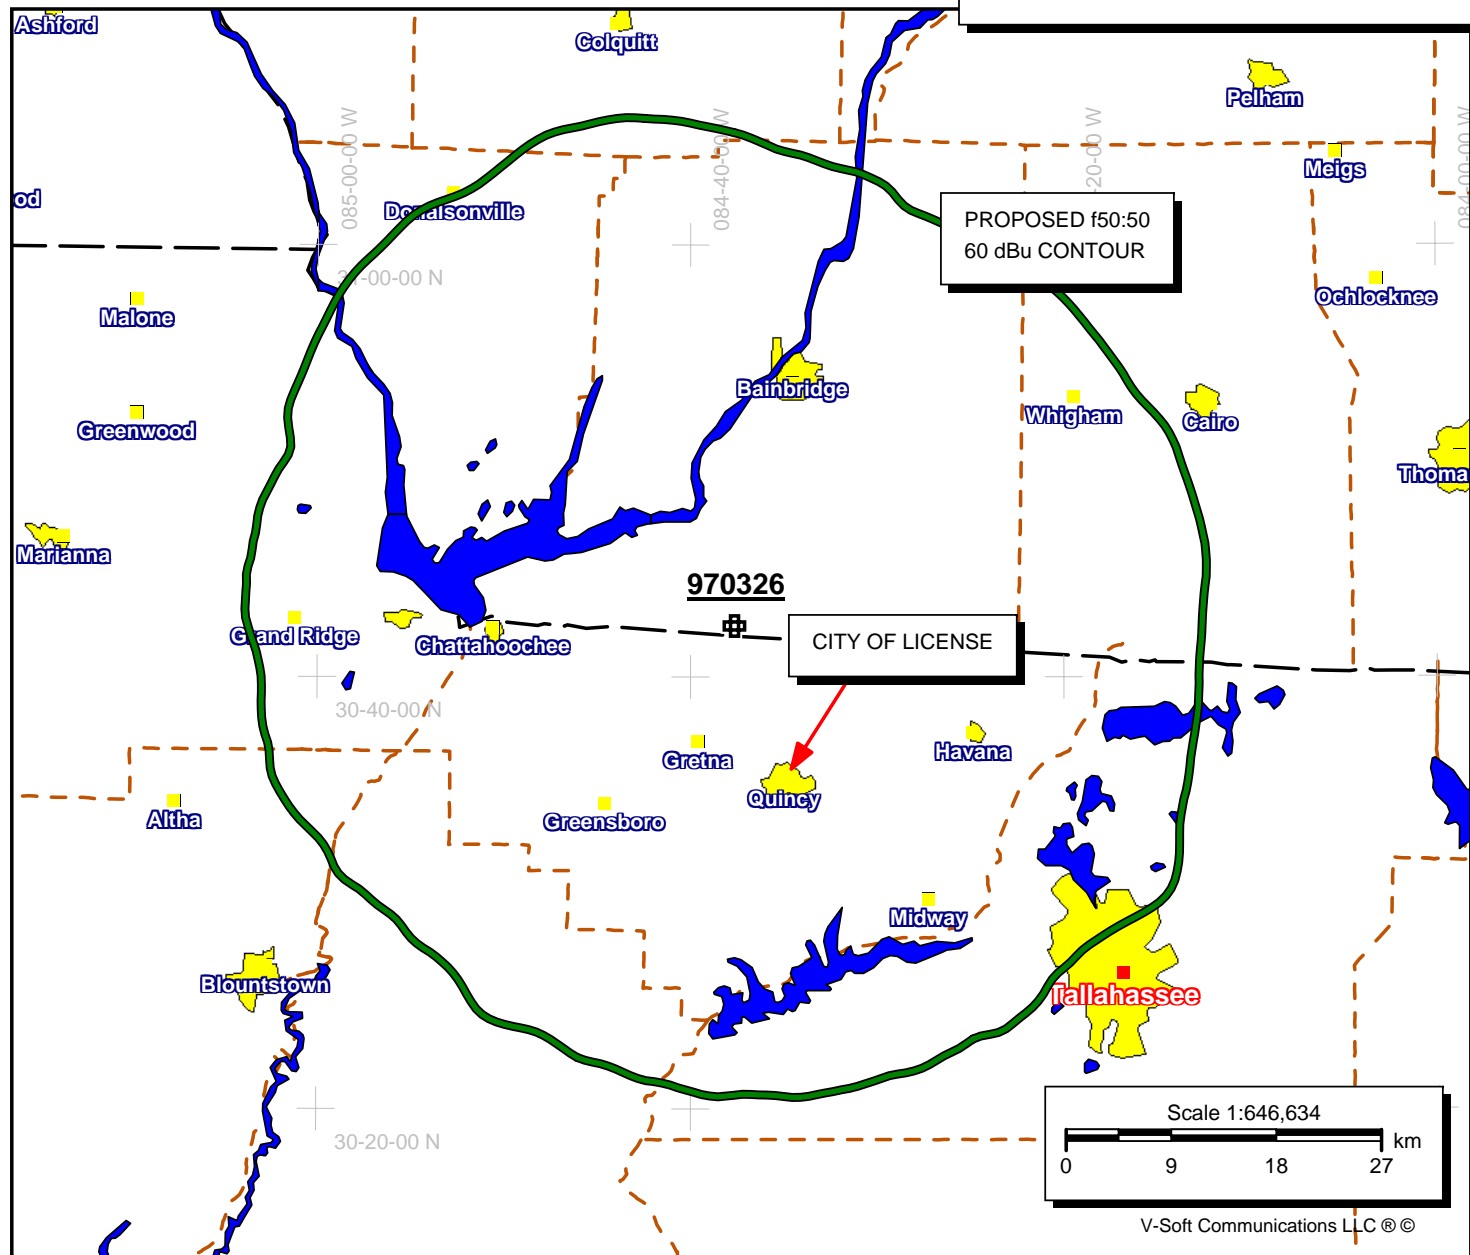 Ashford
Colquitt
Pelham
085-00-00 W
084-40-00 W
-20-00 W
084-00-00 W
Meigs
od
Donalsonville
PROPOSED f50:50
60 dBu CONTOUR
31-00-00 N
Malone
Ochlocknee
Bainbridge
Greenwood
Whigham
Cairo
Thoma
Marianna
970326
Grand Ridge
Chattahoochee
CITY OF LICENSE
30-40-00 N
Gretna
Havana
Quincy
Altha
Greensboro
Midway
Blountstown
Tallahassee
Scale 1:646,634
km
0 9 18 27
30-20-00 N
V-Soft Communications LLC ® ©